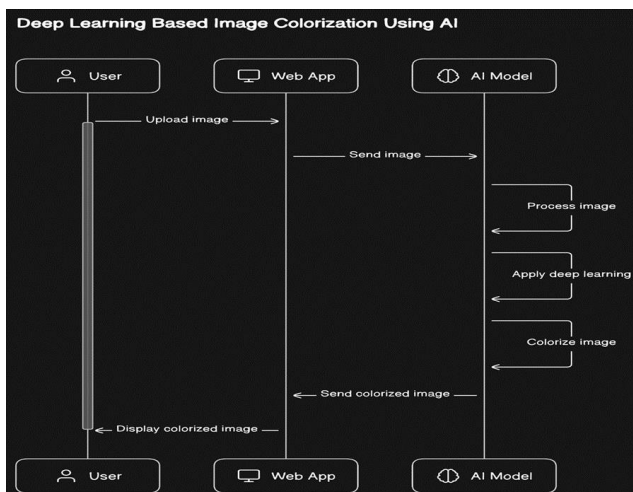 Deep Learning Based Image Colorization Using AI
User
Web App
AI Model
Upload image
Send image
Process image
Apply deep learning
Colorize image
Send colorized image
Display colorized image
User
Web App
AI Model